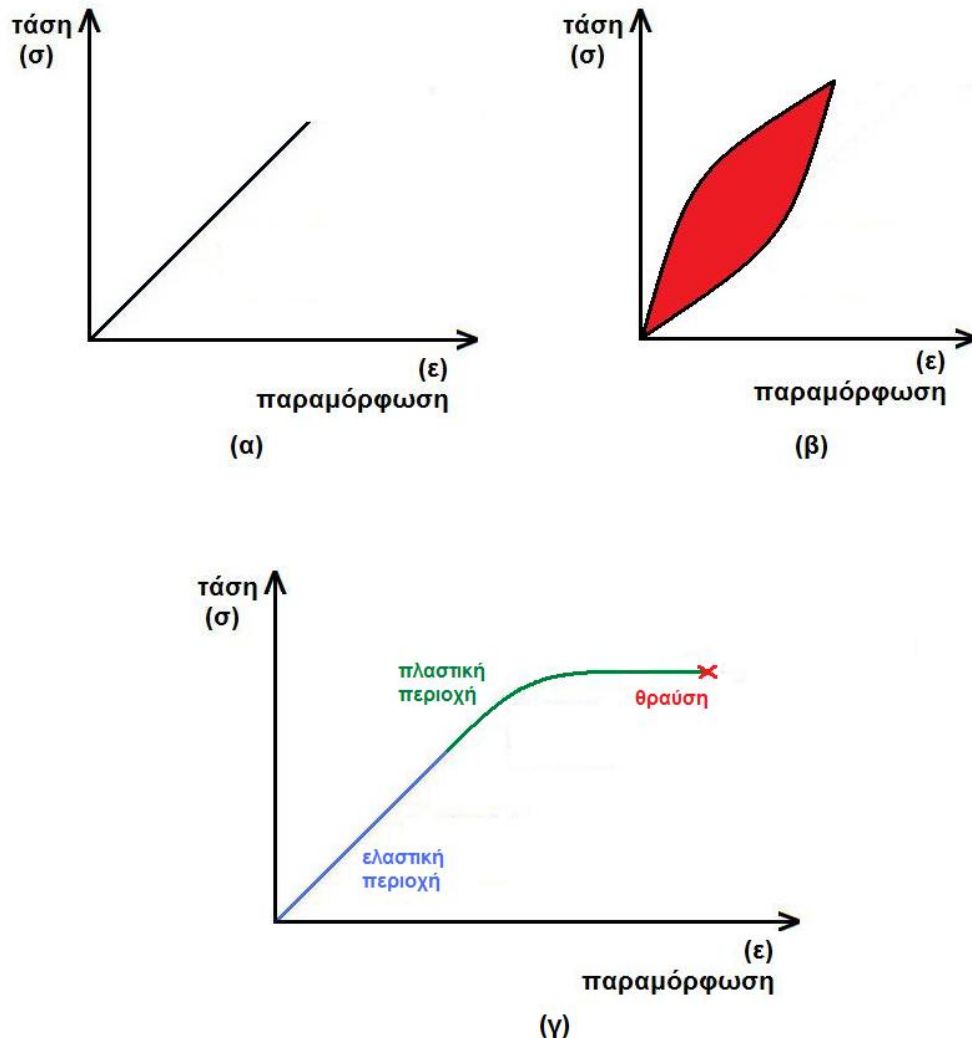 τάση
(σ)
(ε)
παραμόρφωση
(α)
τάση
(σ)
(ε)
παραμόρφωση
(β)
τάση
(σ)
πλαστική
περιοχή
θραύση
ελαστική
περιοχή
(ε)
παραμόρφωση
(γ)